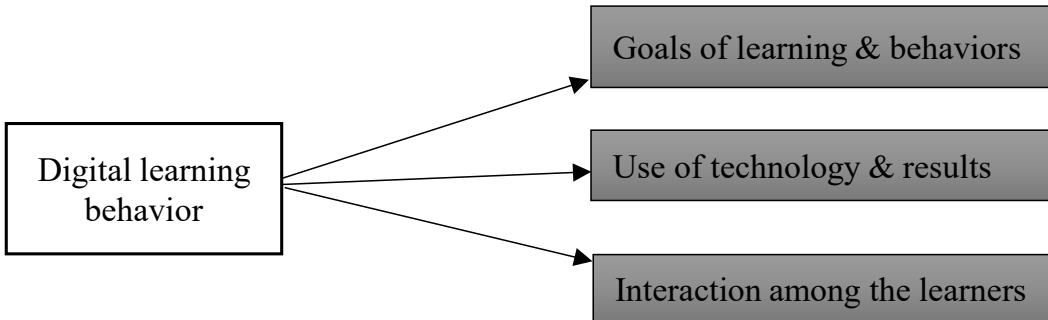 Digital learning
behavior
Goals of learning & behaviors
Use of technology & results
Interaction among the learners